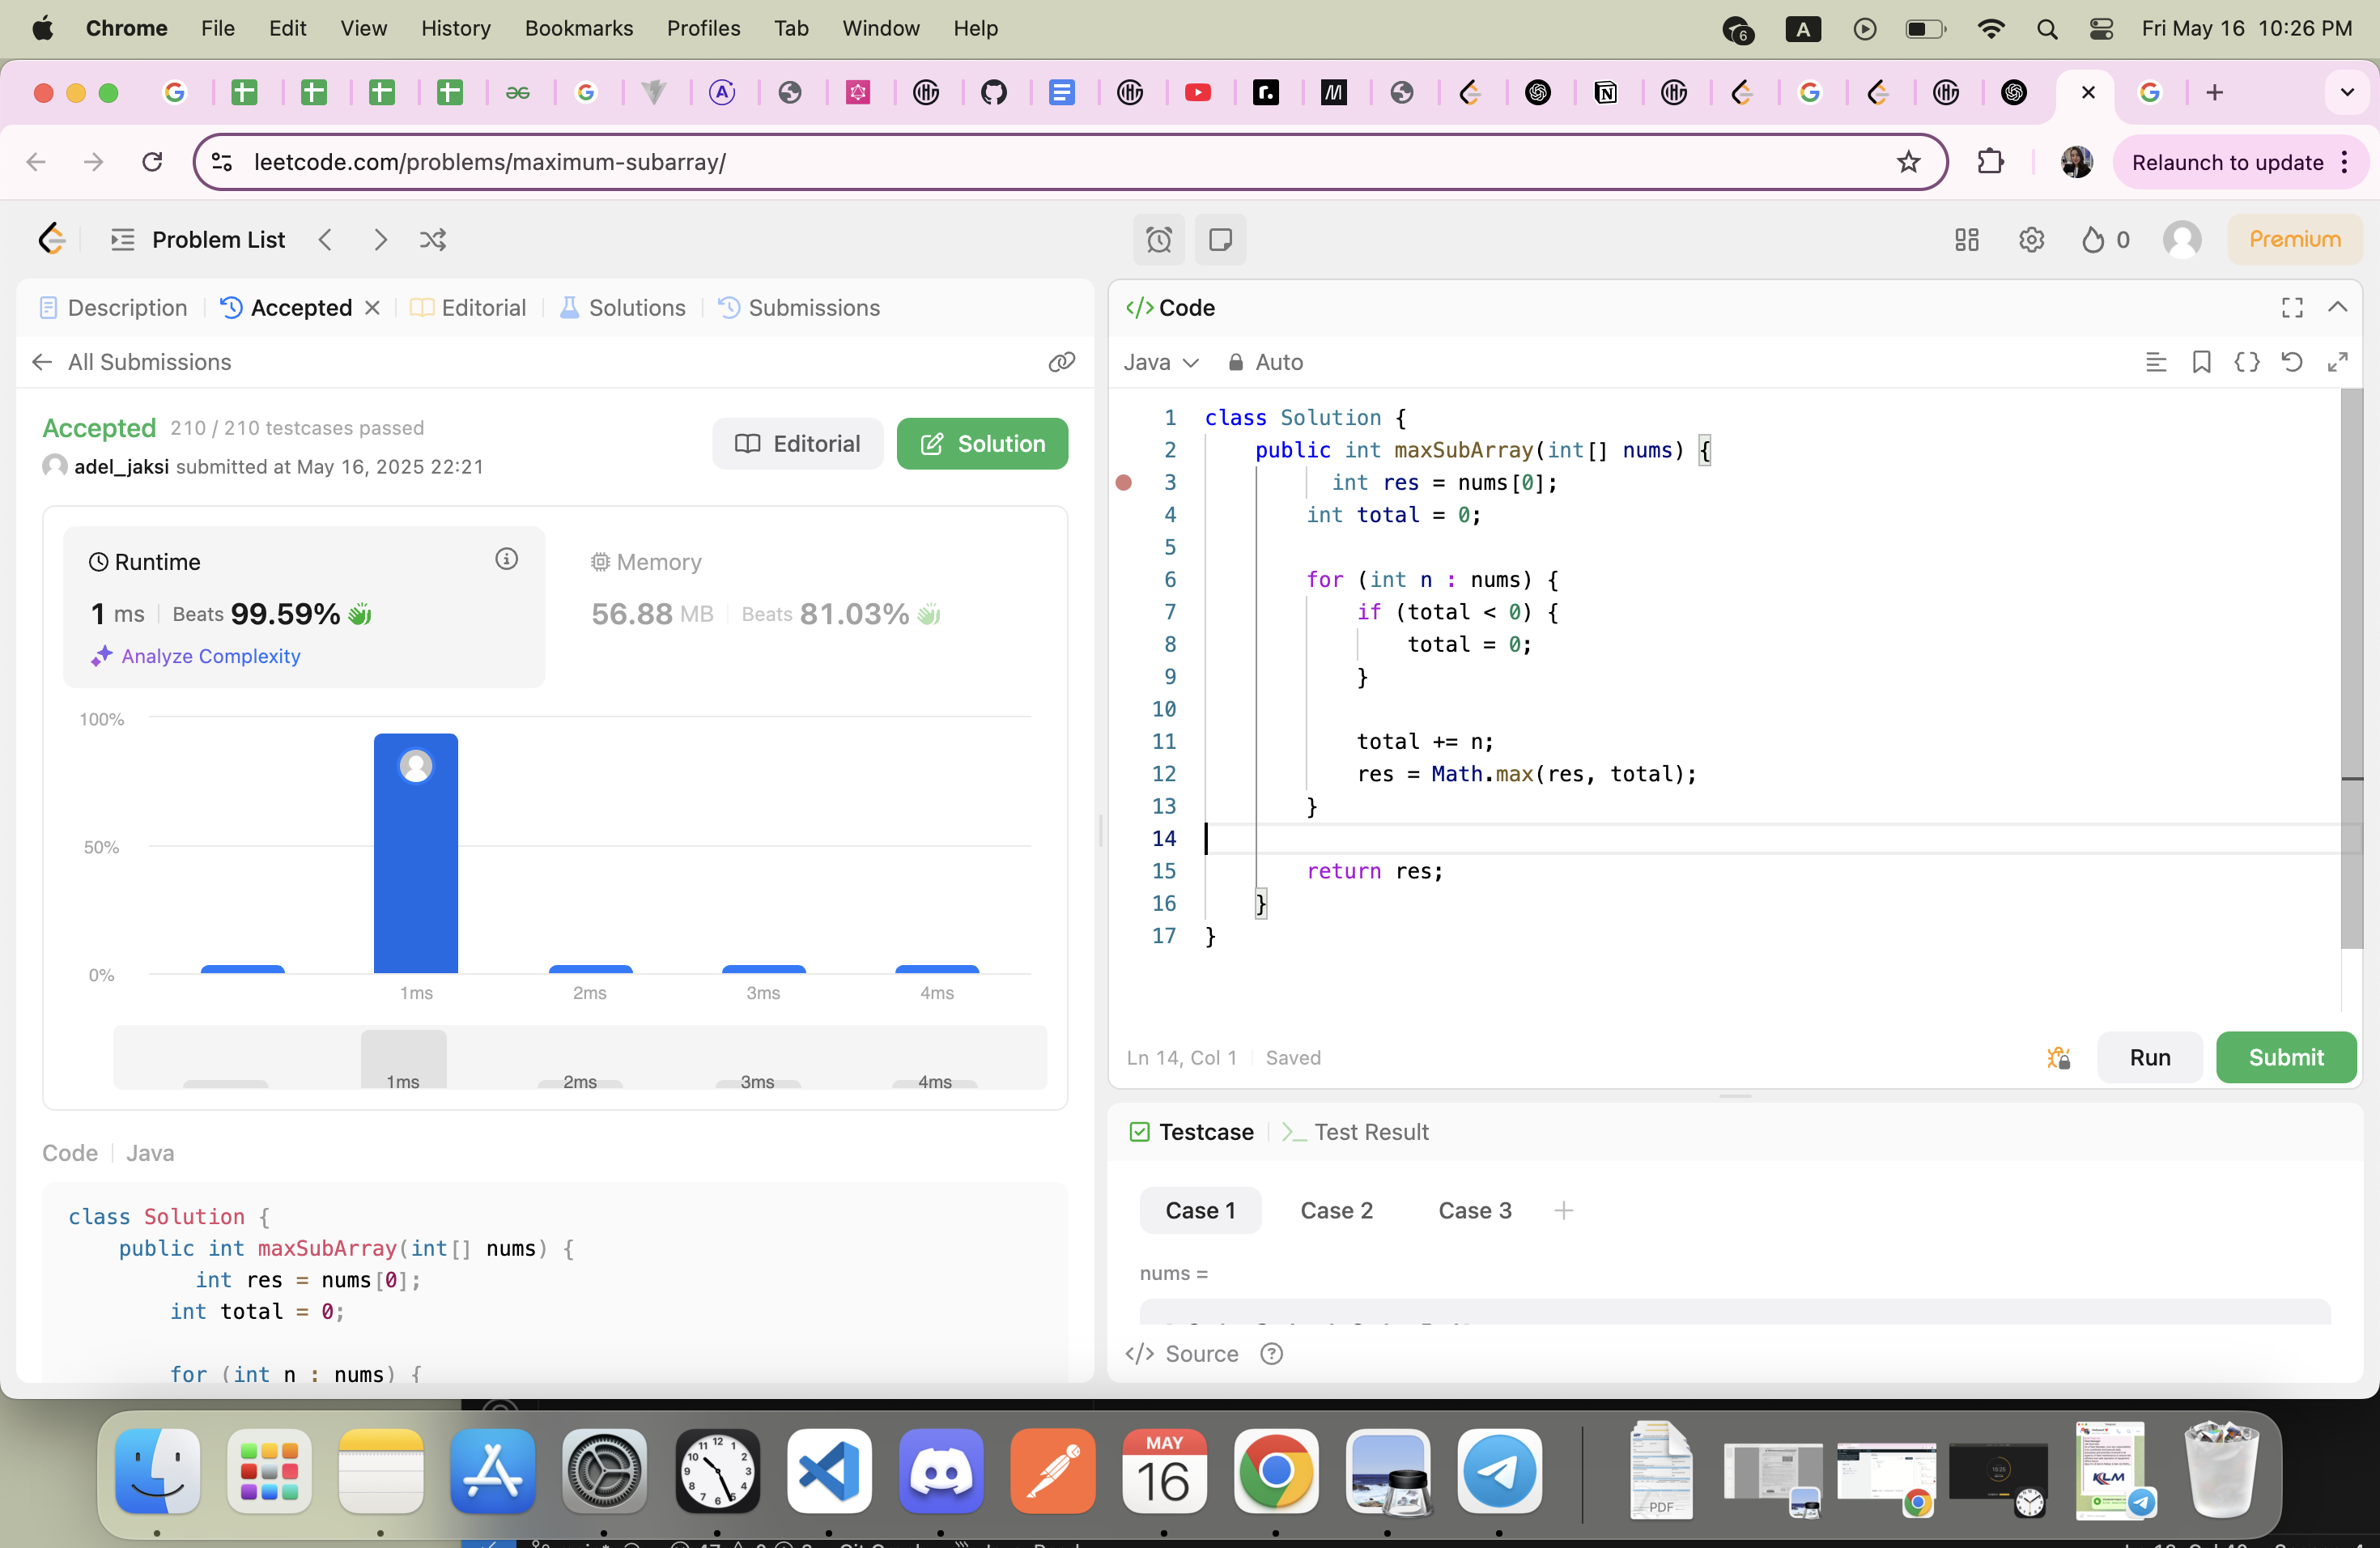 Chrome File Edit View History Bookmarks Profiles Tab Window Help 6 A Fri May 16 10:26 PM
leetcode.com/problems/maximum-subarray/ Relaunch to update
Problem List 0 Premium
Description Accepted Editorial Solutions Submissions
All Submissions
Accepted 210 / 210 testcases passed
adel_jaksi submitted at May 16, 2025 22:21
Editorial Solution
Runtime
1 ms Beats 99.59%
Analyze Complexity
Memory
56.88 MB Beats 81.03%
100%
50%
0%
1ms 2ms 3ms 4ms
1ms 2ms 3ms 4ms
Code Java
class Solution {
public int maxSubArray(int[] nums) {
int res = nums[0];
int total = 0;
for (int n : nums) {
</> Code
Java Auto
1 class Solution {
2 public int maxSubArray(int[] nums) {
3 int res = nums[0];
4 int total = 0;
5
6 for (int n : nums) {
7 if (total < 0) {
8 total = 0;
9 }
10
11 total += n;
12 res = Math.max(res, total);
13 }
14
15 return res;
16 }
17 }
Ln 14, Col 1 Saved
Run Submit
Testcase Test Result
Case 1 Case 2 Case 3
nums =
</> Source
MAY
16
PDF
KLM